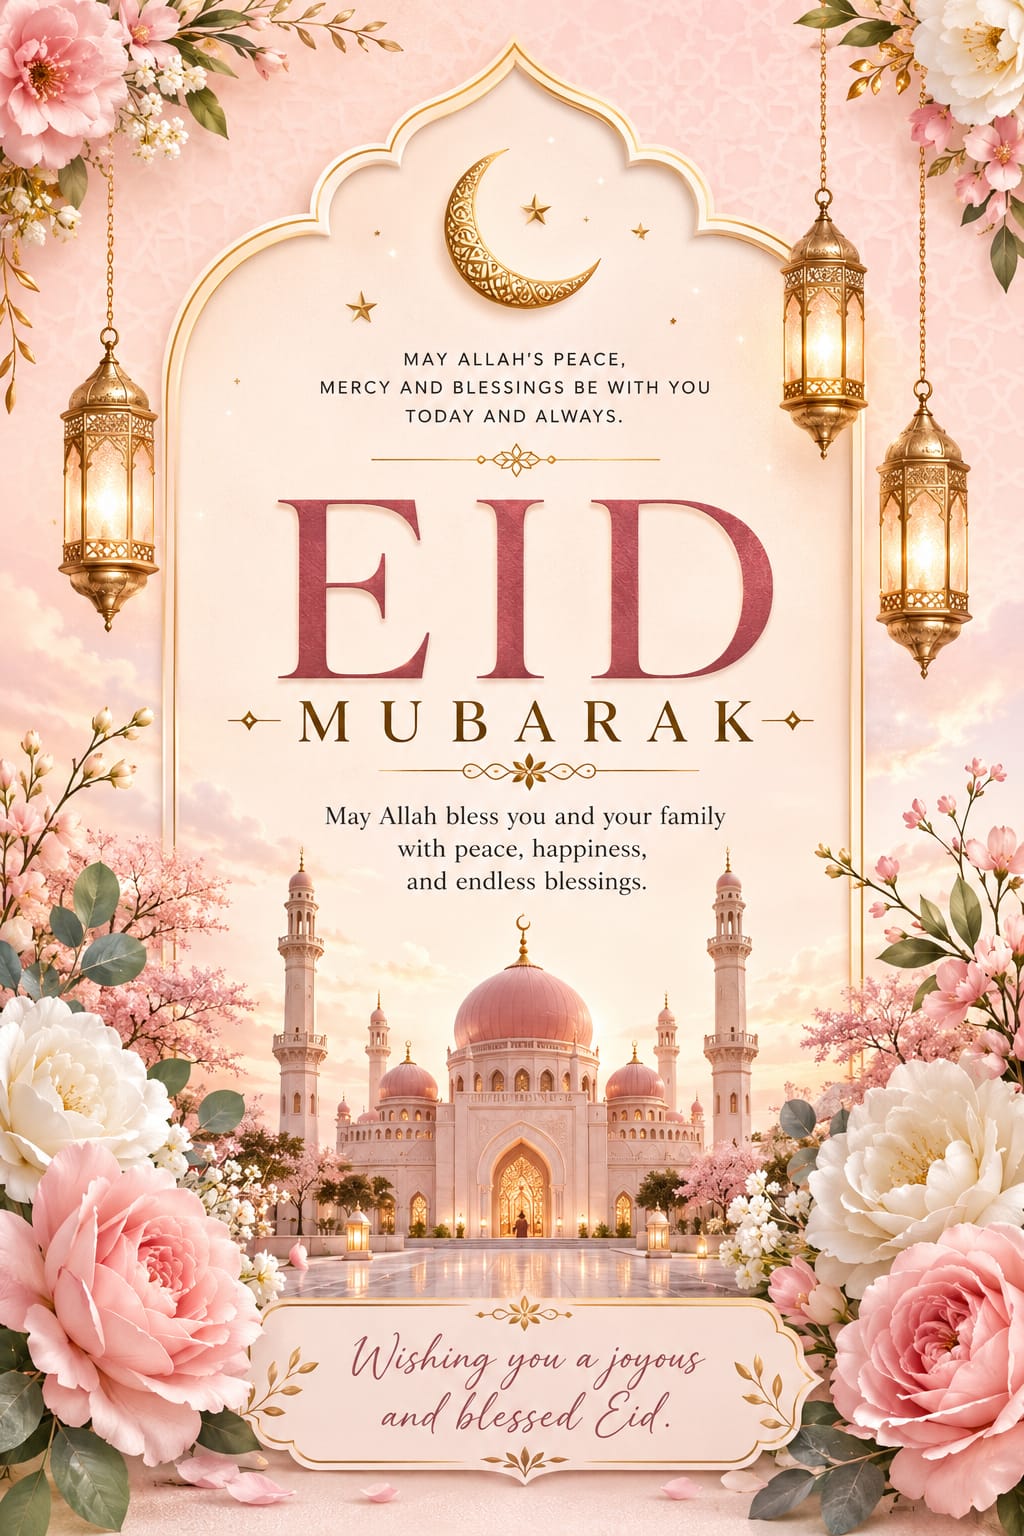 MAY ALLAH'S PEACE,
MERCY AND BLESSINGS BE WITH YOU
TODAY AND ALWAYS.
EID
MUBARAK
May Allah bless you and your family
with peace, happiness,
and endless blessings.
Wishing you a joyous
and blessed Eid.